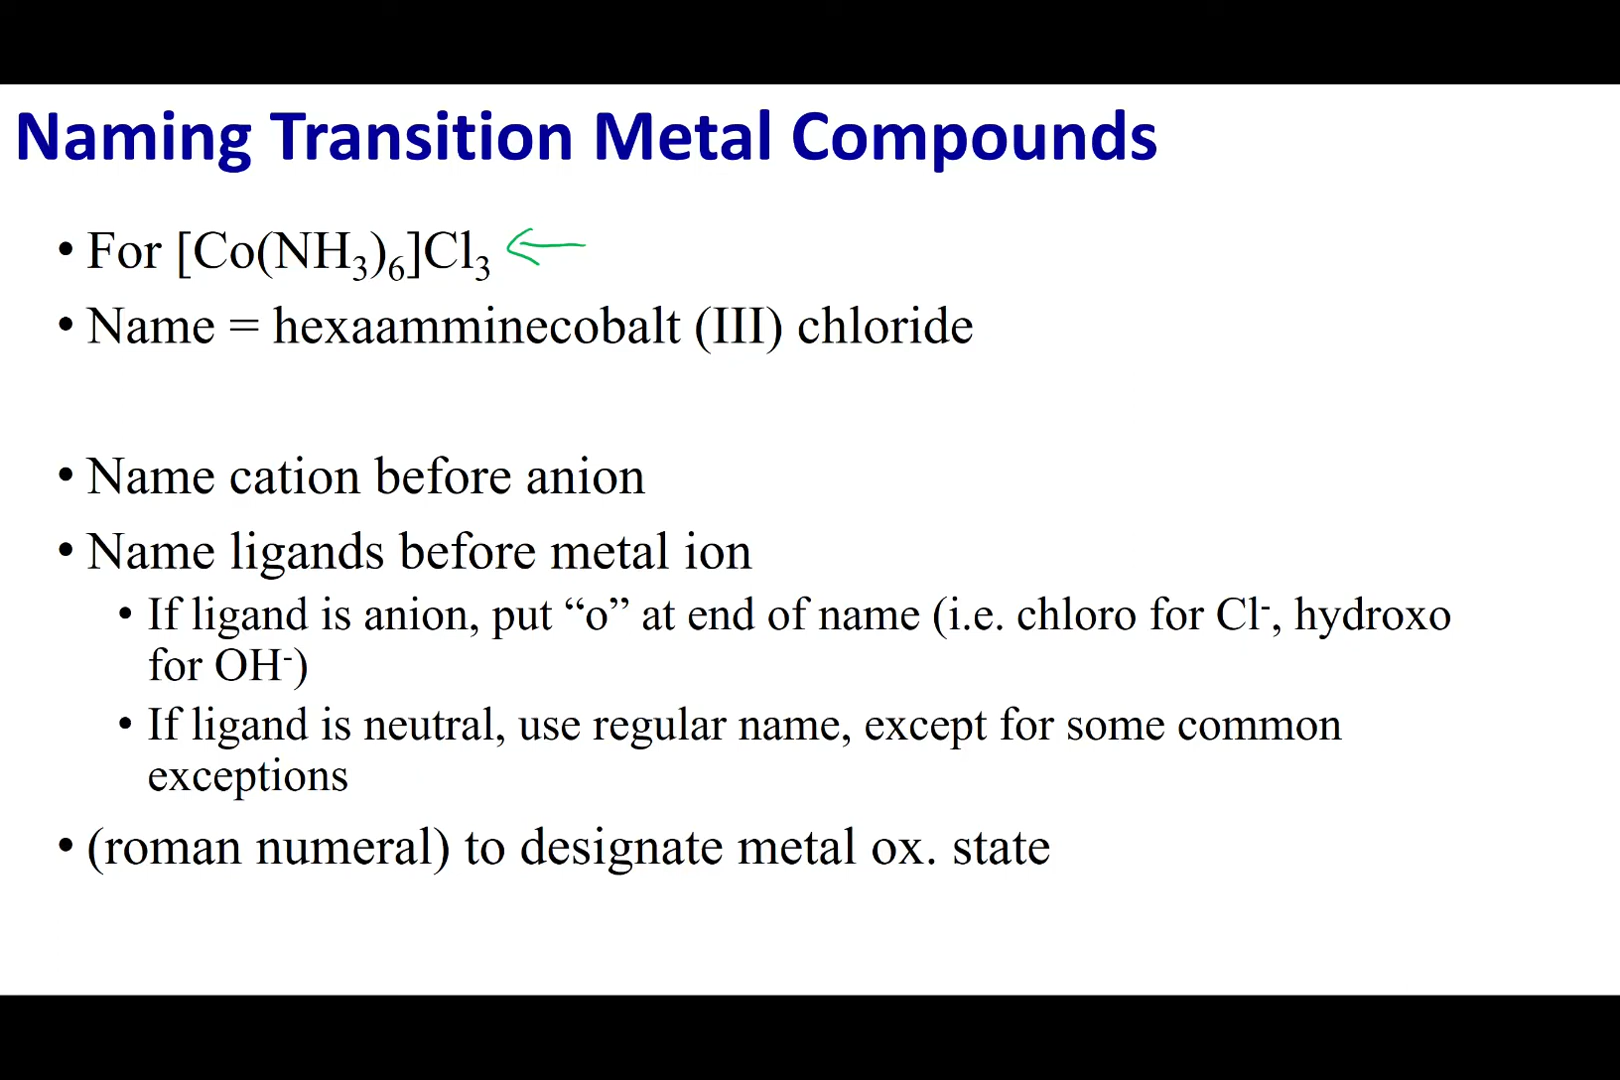 Naming Transition Metal Compounds
• For [Co(NH₃)₆]Cl₃
• Name = hexaamminecobalt (III) chloride
• Name cation before anion
• Name ligands before metal ion
• If ligand is anion, put “o” at end of name (i.e. chloro for Cl⁻, hydroxo
for OH⁻)
• If ligand is neutral, use regular name, except for some common
exceptions
• (roman numeral) to designate metal ox. state